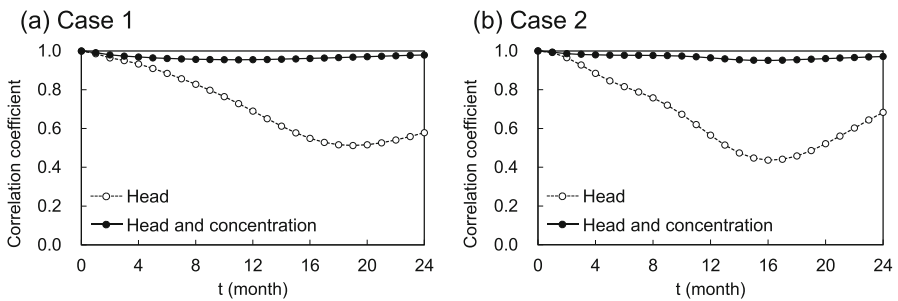 (a) Case 1
Correlation coefficient
1.0
0.8
0.6
0.4
0.2
0.0
Head
Head and concentration
0 4 8 12 16 20 24
t (month)
(b) Case 2
Correlation coefficient
1.0
0.8
0.6
0.4
0.2
0.0
Head
Head and concentration
0 4 8 12 16 20 24
t (month)